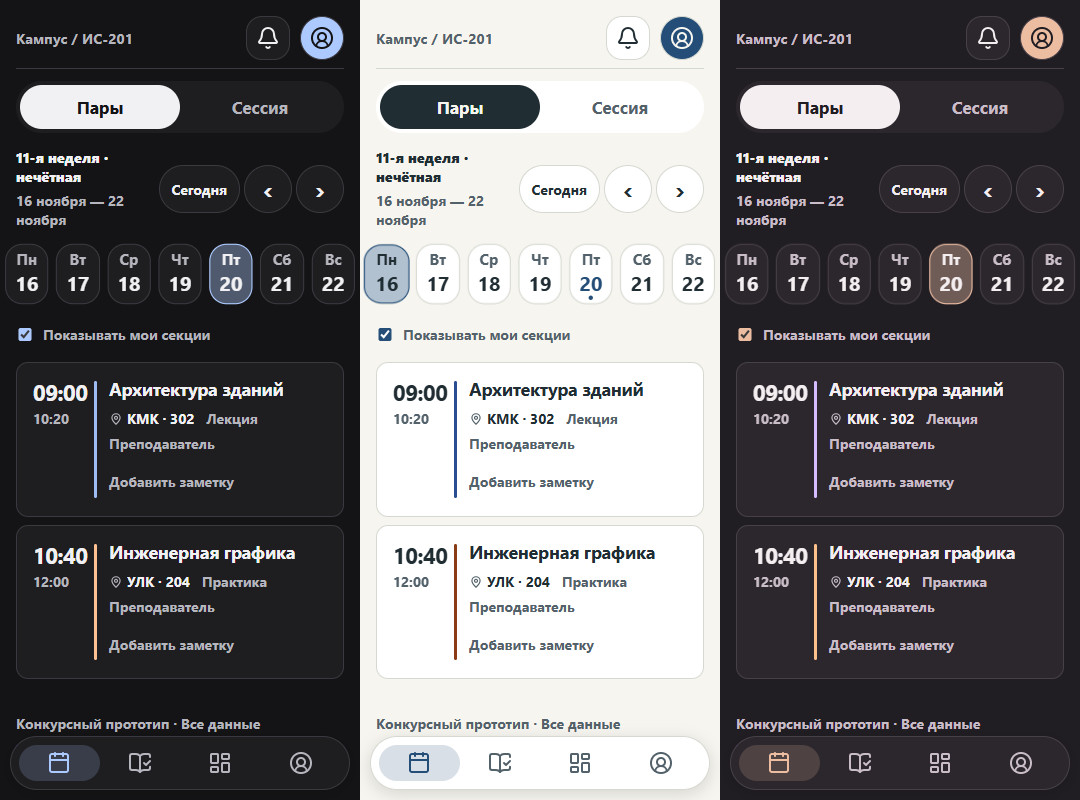 Кампус / ИС-201
Пары Сессия
11-я неделя ·
нечётная
16 ноября — 22
ноября
Сегодня ‹ ›
Пн Вт Ср Чт Пт Сб Вс
16 17 18 19 20 21 22
Показывать мои секции
09:00 Архитектура зданий
10:20 КМК · 302 Лекция
Преподаватель
Добавить заметку
10:40 Инженерная графика
12:00 УЛК · 204 Практика
Преподаватель
Добавить заметку
Конкурсный прототип · Все данные
Кампус / ИС-201
Пары Сессия
11-я неделя ·
нечётная
16 ноября — 22
ноября
Сегодня ‹ ›
Пн Вт Ср Чт Пт Сб Вс
16 17 18 19 20 21 22
Показывать мои секции
09:00 Архитектура зданий
10:20 КМК · 302 Лекция
Преподаватель
Добавить заметку
10:40 Инженерная графика
12:00 УЛК · 204 Практика
Преподаватель
Добавить заметку
Конкурсный прототип · Все данные
Кампус / ИС-201
Пары Сессия
11-я неделя ·
нечётная
16 ноября — 22
ноября
Сегодня ‹ ›
Пн Вт Ср Чт Пт Сб Вс
16 17 18 19 20 21 22
Показывать мои секции
09:00 Архитектура зданий
10:20 КМК · 302 Лекция
Преподаватель
Добавить заметку
10:40 Инженерная графика
12:00 УЛК · 204 Практика
Преподаватель
Добавить заметку
Конкурсный прототип · Все данные